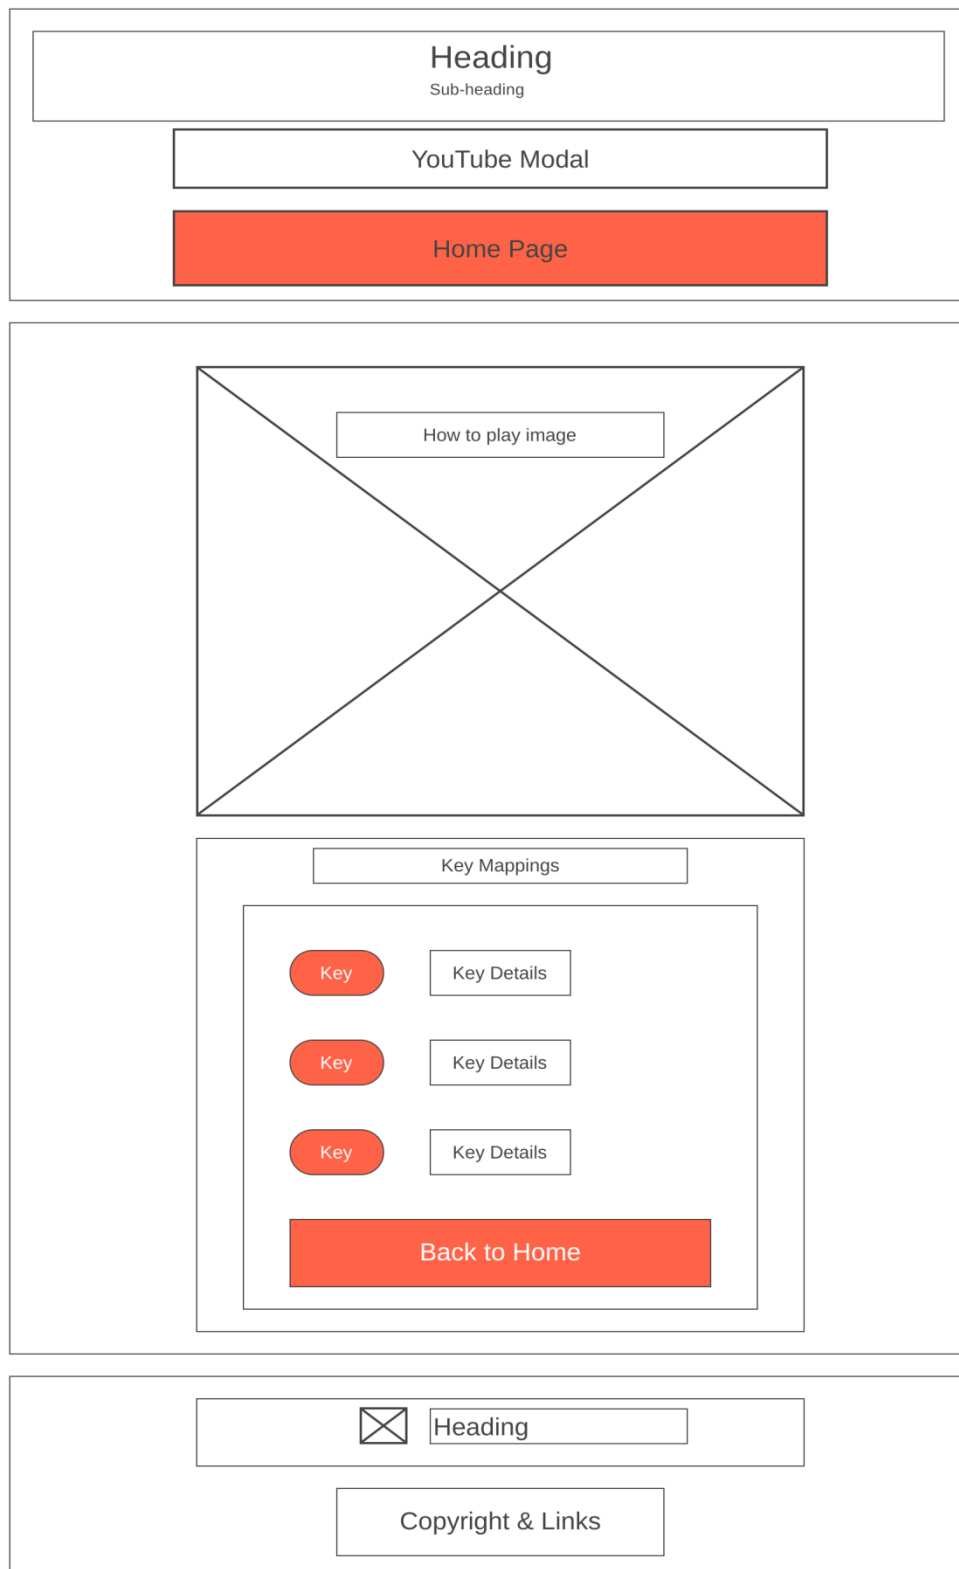 Heading
Sub-heading
YouTube Modal
Home Page
How to play image
Key Mappings
Key
Key Details
Key
Key Details
Key
Key Details
Back to Home
Heading
Copyright & Links